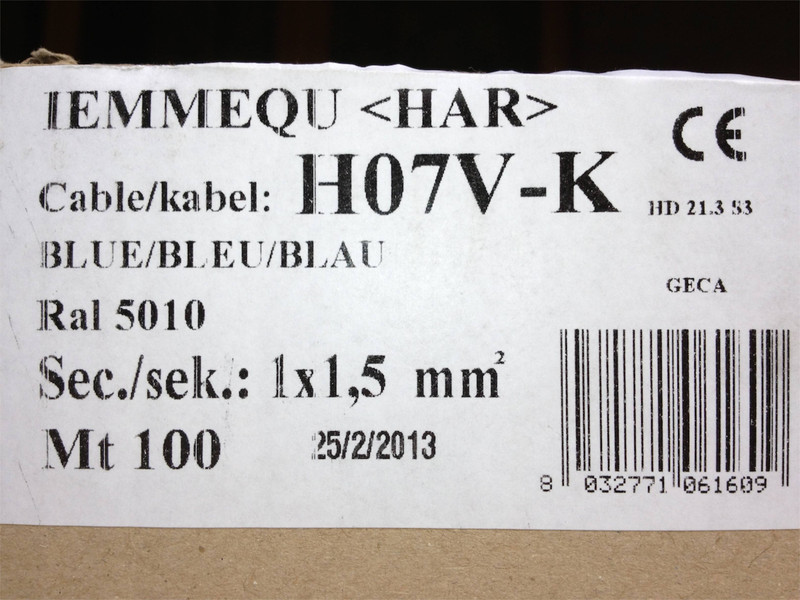 IEMMEQU <HAR>
CE
Cable/kabel: H07V-K
HD 21.3 S3
BLUE/BLEU/BLAU
GECA
Ral 5010
Sec./sek.: 1x1,5 mm²
Mt 100
25/2/2013
8 032771 061609